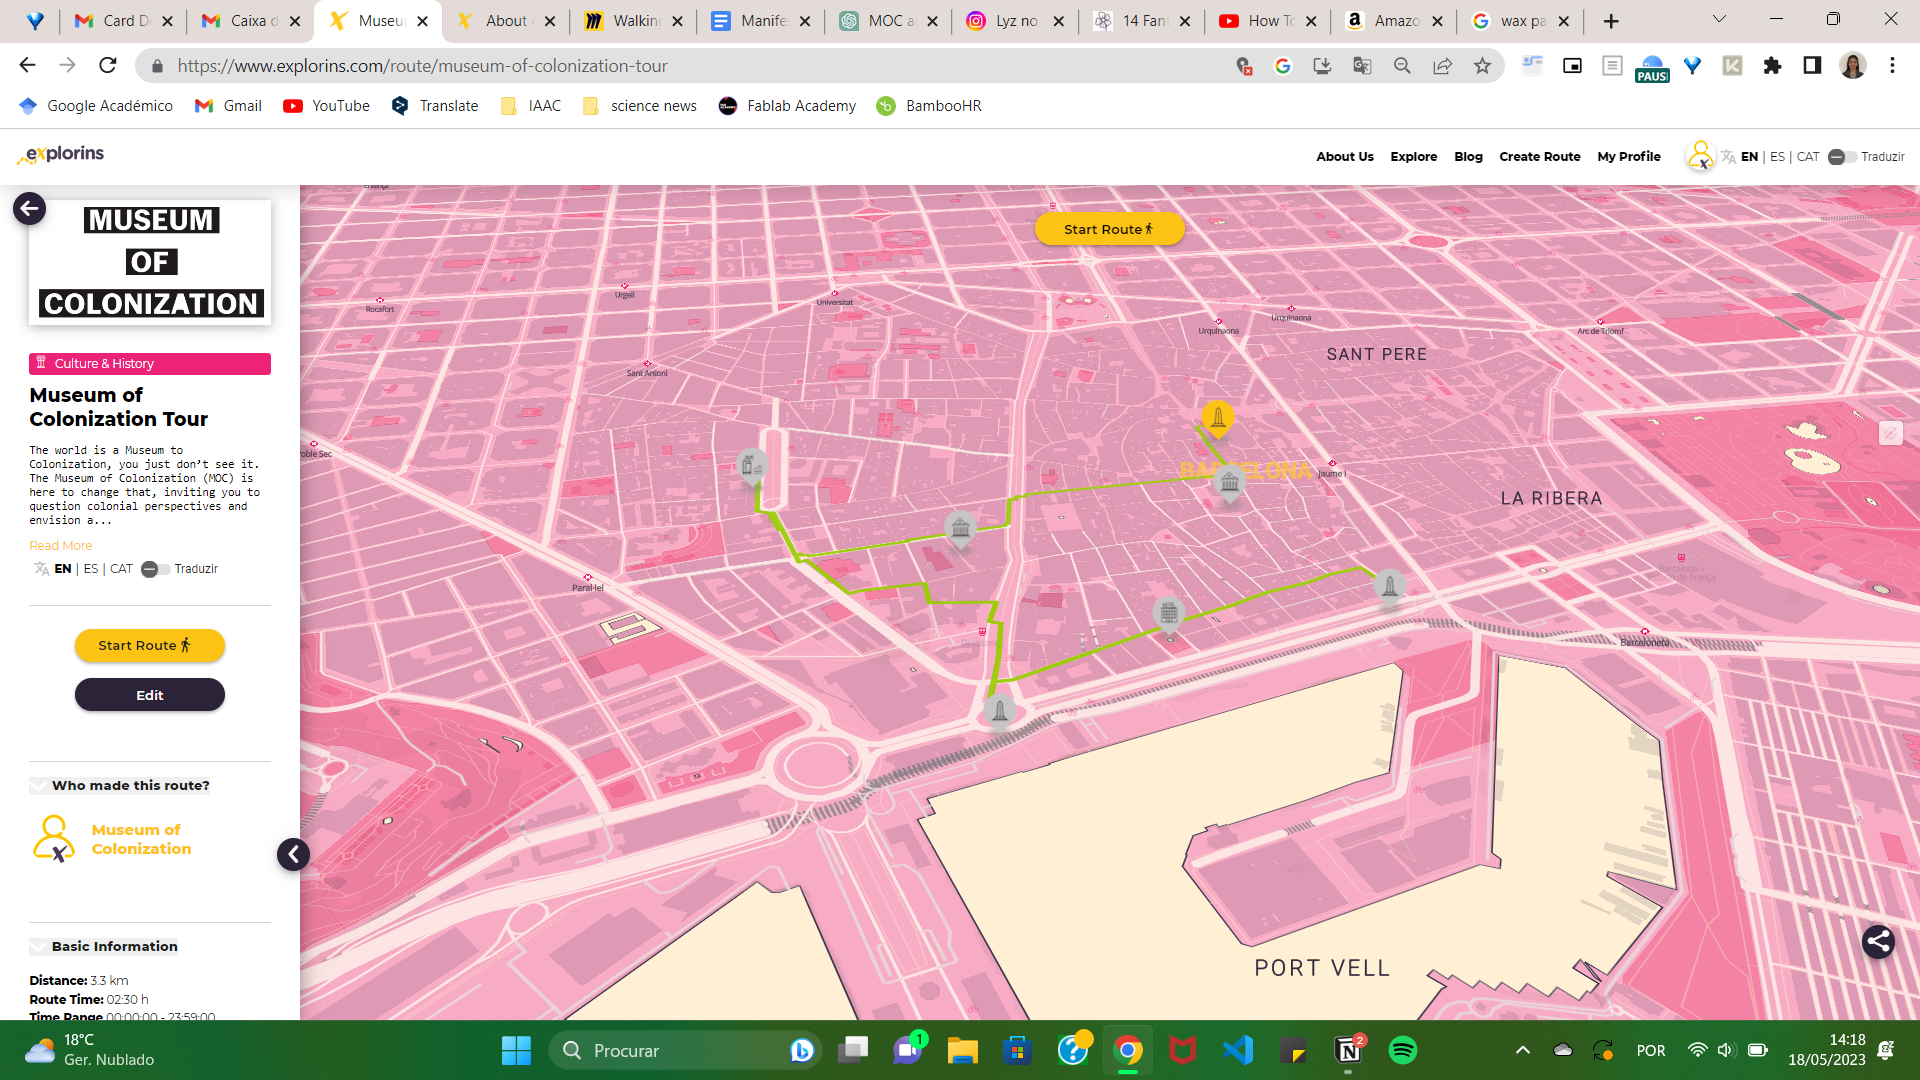 Card D
Caixa d
Museu
About
Walkin
Manife
MOC a
Lyz no
14 Fan
How To
Amazo
wax pa
https://www.explorins.com/route/museum-of-colonization-tour
PAUS
Google Académico
Gmail
YouTube
Translate
IAAC
science news
Fablab Academy
BambooHR
explorins
About Us
Explore
Blog
Create Route
My Profile
EN | ES | CAT
Traduzir
MUSEUM
OF
COLONIZATION
Culture & History
Museum of
Colonization Tour
The world is a Museum to
Colonization, you just don't see it.
The Museum of Colonization (MOC) is
here to change that, inviting you to
question colonial perspectives and
envision a...
Read More
EN | ES | CAT
Traduzir
Start Route
Edit
Who made this route?
Museum of
Colonization
Basic Information
Distance: 3.3 km
Route Time: 02:30 h
Time Range 00:00:00 - 23:59:00
Start Route
Rocafort
Urgell
Universitat
Urquinaona
Urquinaona
Arc de Triomf
SANT PERE
Sant Antoni
oble Sec
BARCELONA
Jaume I
LA RIBERA
Paral·lel
Barceloneta
PORT VELL
18°C
Ger. Nublado
Procurar
1
2
POR
14:18
18/05/2023